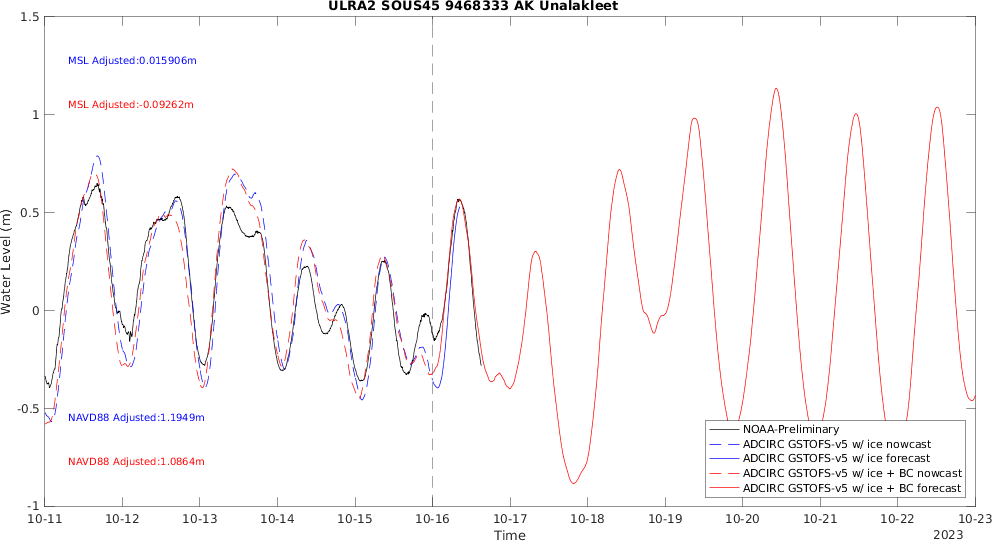 ULRA2 SOUS45 9468333 AK Unalakleet
1.5
MSL Adjusted:0.015906m
1
MSL Adjusted:-0.09262m
0.5
Water Level (m)
0
-0.5
NAVD88 Adjusted:1.1949m
NAVD88 Adjusted:1.0864m
NOAA-Preliminary
ADCIRC GSTOFS-v5 w/ ice nowcast
ADCIRC GSTOFS-v5 w/ ice forecast
ADCIRC GSTOFS-v5 w/ ice + BC nowcast
ADCIRC GSTOFS-v5 w/ ice + BC forecast
-1
10-11 10-12 10-13 10-14 10-15 10-16 10-17 10-18 10-19 10-20 10-21 10-22 10-23
Time
2023